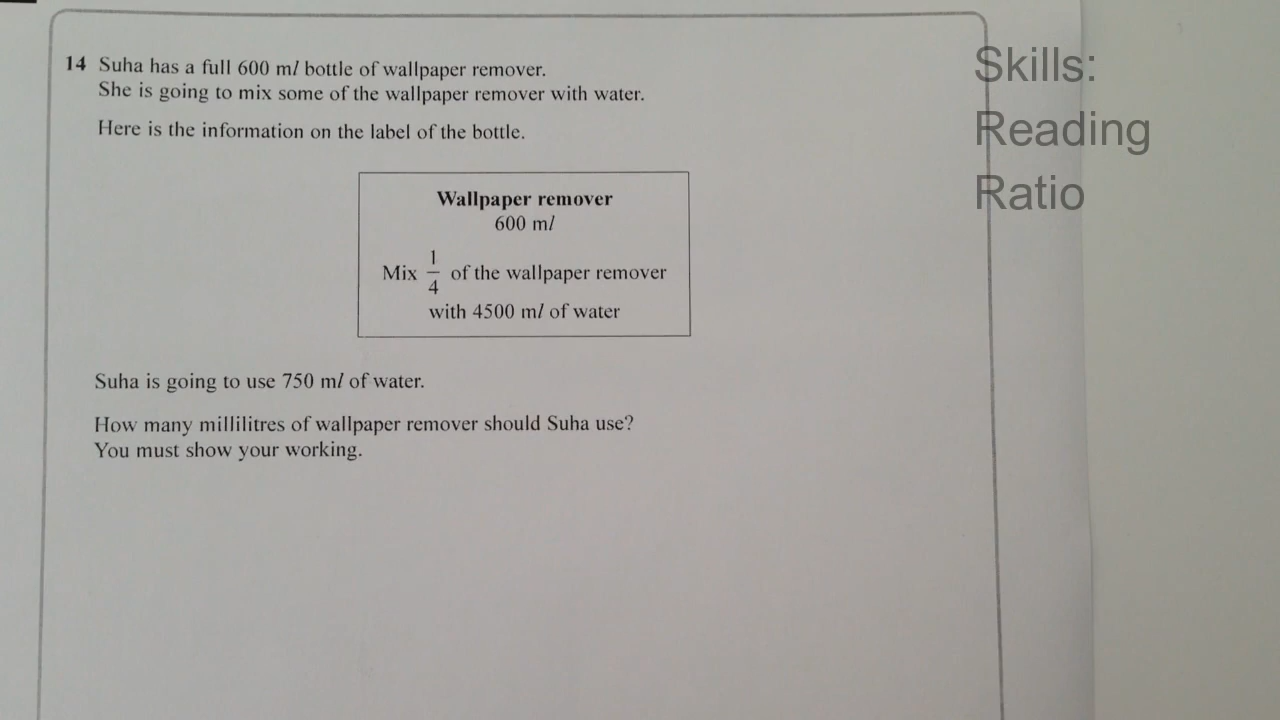 14 Suha has a full 600 ml bottle of wallpaper remover.
She is going to mix some of the wallpaper remover with water.
Here is the information on the label of the bottle.
Wallpaper remover
600 ml
Mix 1/4 of the wallpaper remover
with 4500 ml of water
Suha is going to use 750 ml of water.
How many millilitres of wallpaper remover should Suha use?
You must show your working.
Skills:
Reading
Ratio